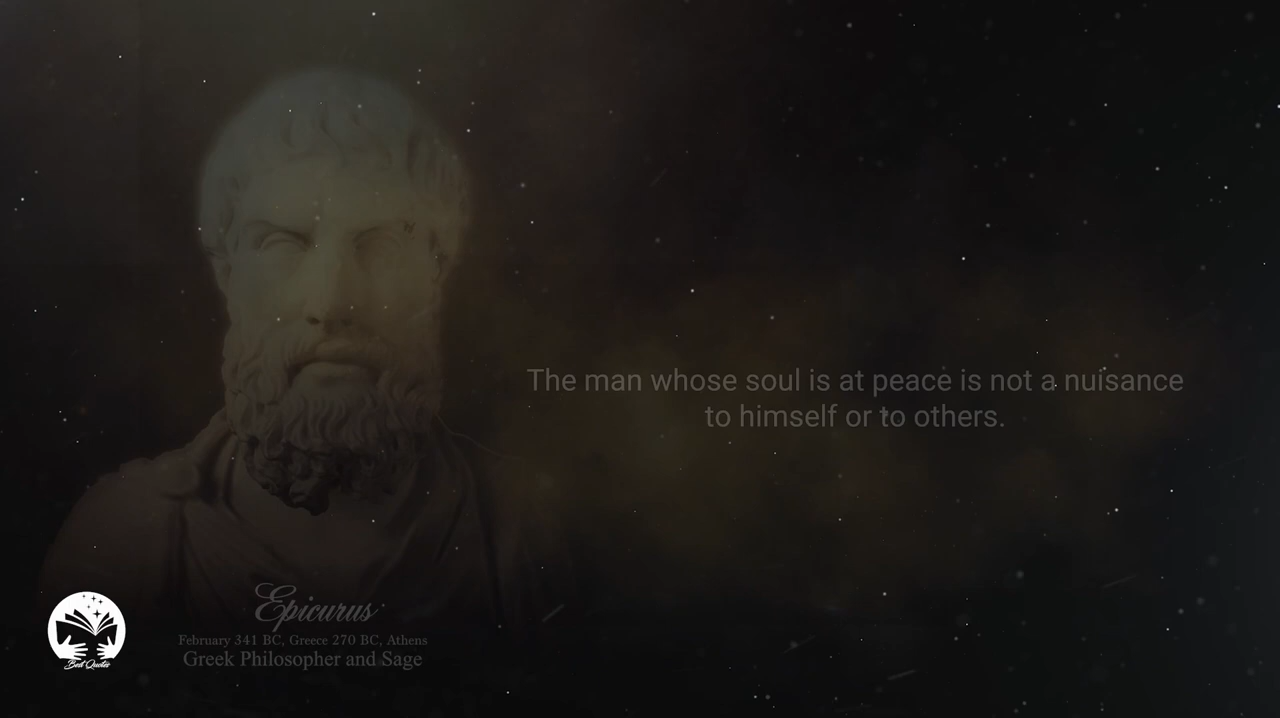 The man whose soul is at peace is not a nuisance
to himself or to others.
Epicurus
February 341 BC, Greece 270 BC, Athens
Greek Philosopher and Sage
Best Quotes